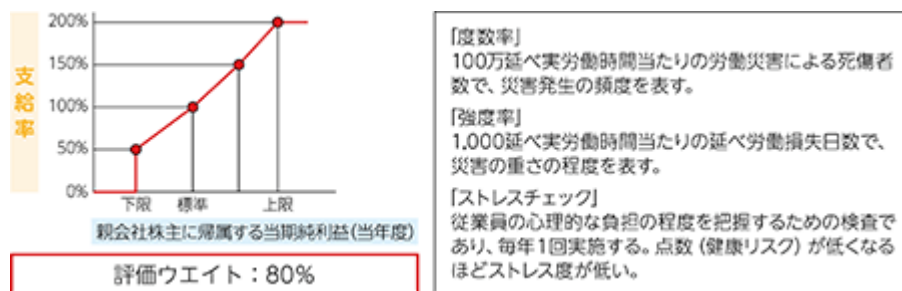 200%
150%
100%
50%
0%
支給率
下限 標準 上限
親会社株主に帰属する当期純利益(当年度)
評価ウエイト：80%
「度数率」
100万延べ実労働時間当たりの労働災害による死傷者
数で、災害発生の頻度を表す。
「強度率」
1,000延べ実労働時間当たりの延べ労働損失日数で、
災害の重さの程度を表す。
「ストレスチェック」
従業員の心理的な負担の程度を把握するための検査で
あり、毎年1回実施する。点数（健康リスク）が低くなる
ほどストレス度が低い。